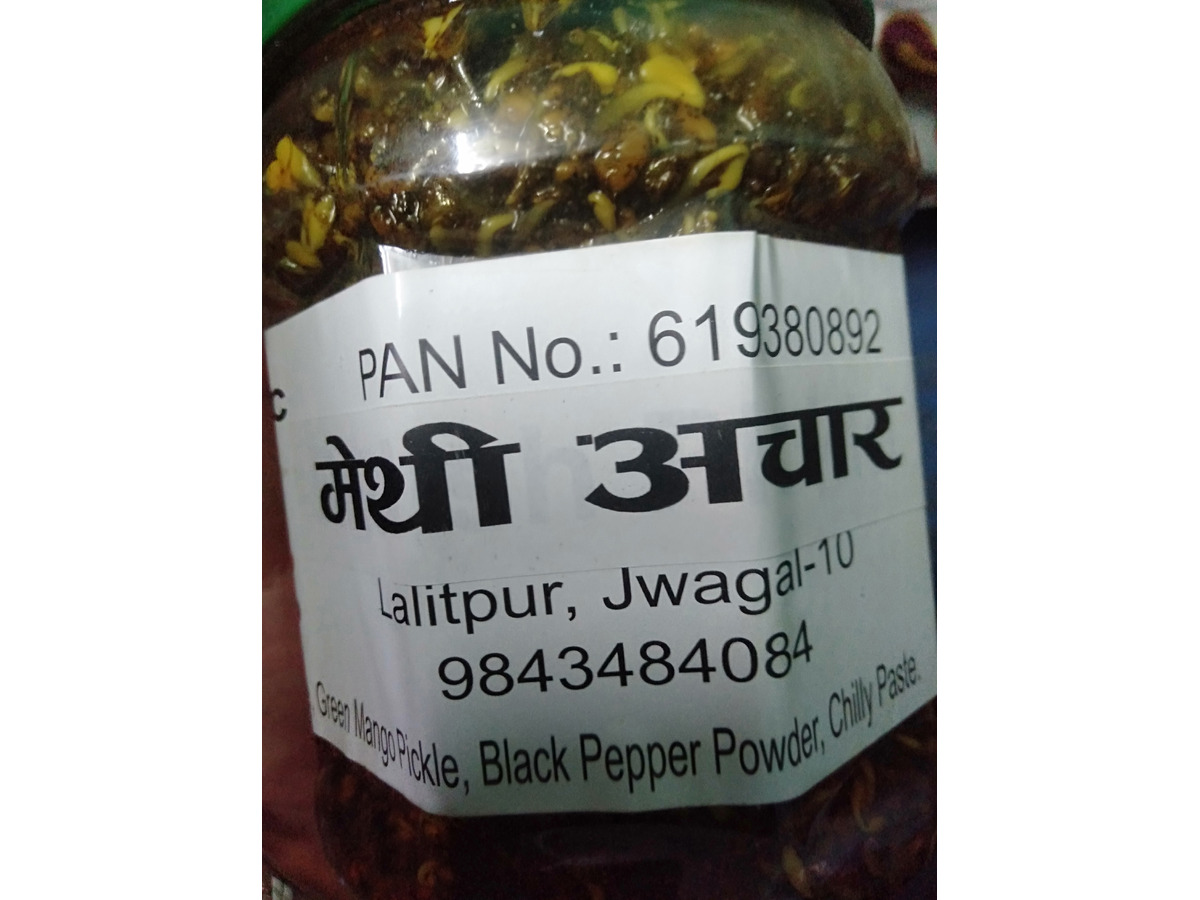 PAN No.: 619380892
c
मेथी अचार
Lalitpur, Jwagal-10
9843484084
Green Mango Pickle, Black Pepper Powder, Chilly Paste.